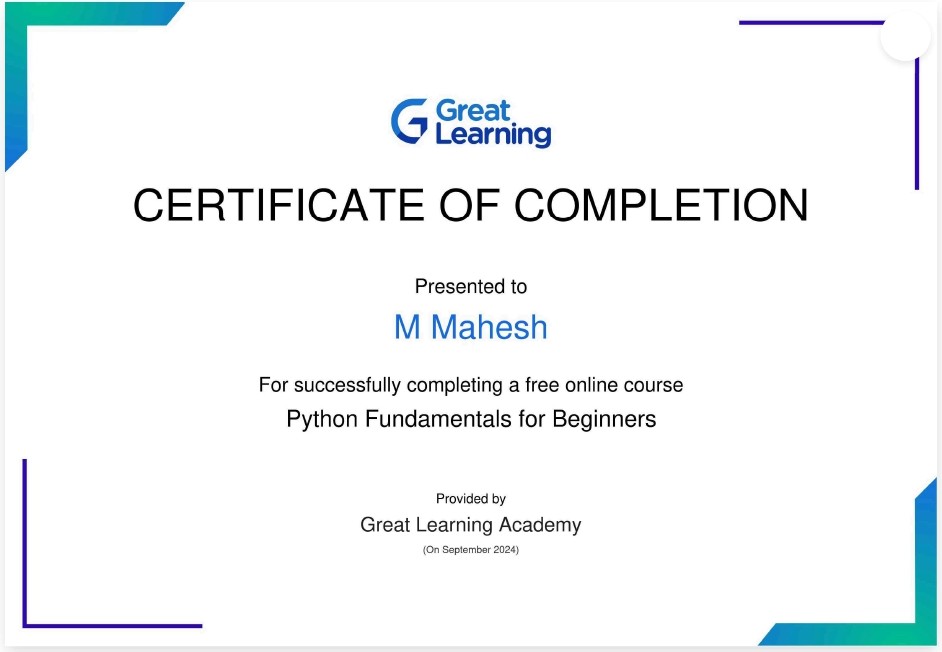 Great
Learning
CERTIFICATE OF COMPLETION
Presented to
M Mahesh
For successfully completing a free online course
Python Fundamentals for Beginners
Provided by
Great Learning Academy
(On September 2024)